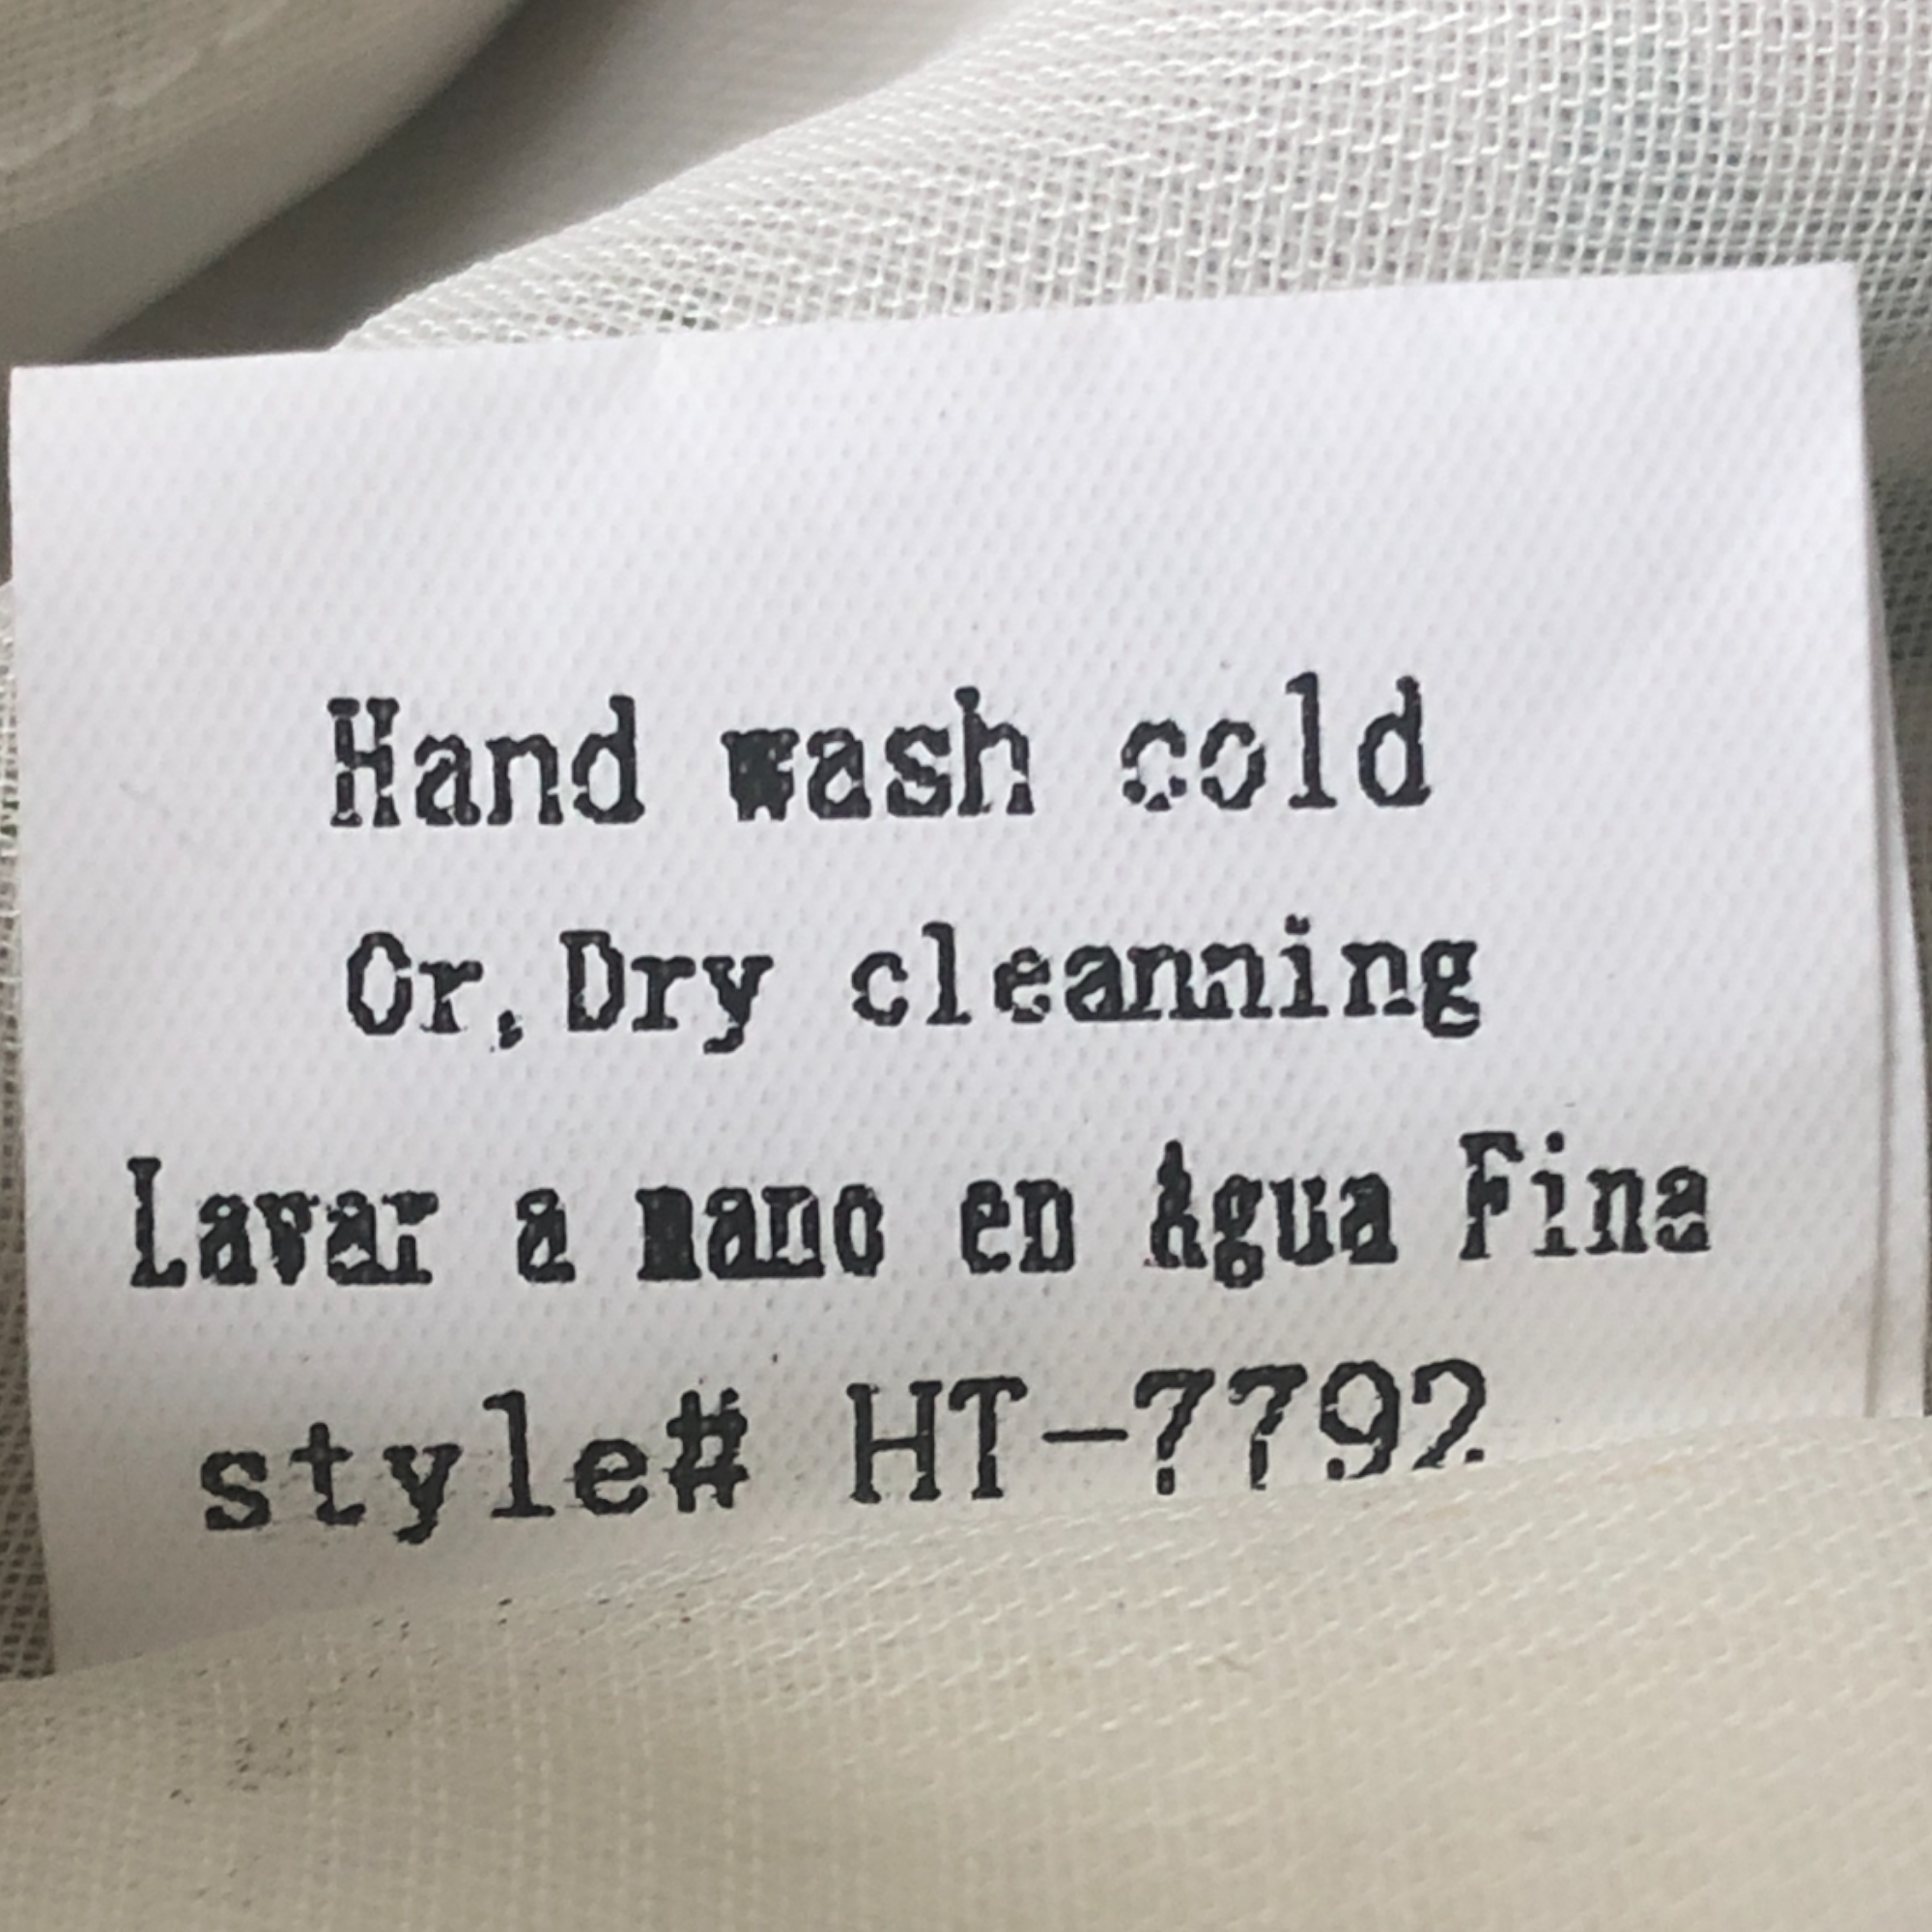 Hand wash cold
Or,Dry cleanning
Lavar a mano en Agua Fina
style# HT-7792